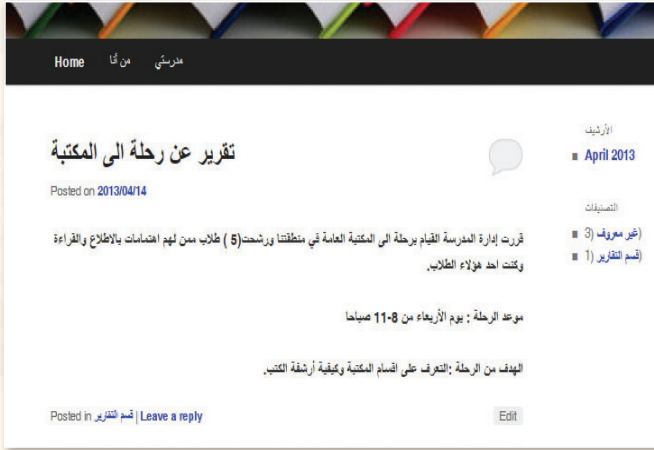 Home من أنا مدرستي
تقرير عن رحلة الى المكتبة
Posted on 2013/04/14
قررت إدارة المدرسة القيام برحلة الى المكتبة العامة في منطقتنا ورشحت(5 ) طلاب ممن لهم اهتمامات بالاطلاع والقراءة
وكنت احد هؤلاء الطلاب.
موعد الرحلة : يوم الأربعاء من 8-11 صباحا
الهدف من الرحلة :التعرف على اقسام المكتبة وكيفية أرشفة الكتب.
Posted in قسم التقارير | Leave a reply
Edit
الأرشيف
April 2013
التصنيفات
(غير معروف (3
(قسم التقارير (1